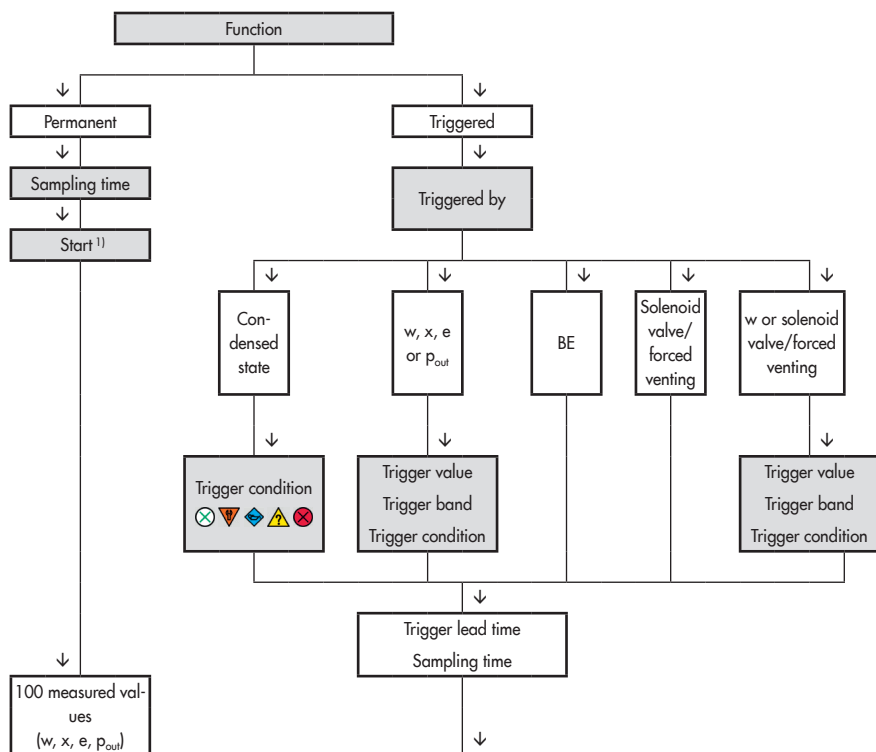 Function
Permanent
Triggered
Sampling time
Triggered by
Start 1)
Con-
densed
state
w, x, e
or pout
BE
Solenoid
valve/
forced
venting
w or solenoid
valve/forced
venting
Trigger condition
Trigger value
Trigger band
Trigger condition
Trigger value
Trigger band
Trigger condition
Trigger lead time
Sampling time
100 measured val-
ues
(w, x, e, pout)